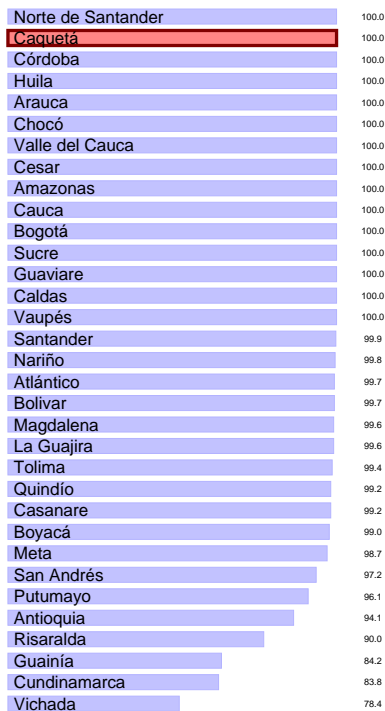 Norte de Santander 100.0
Caquetá 100.0
Córdoba 100.0
Huila 100.0
Arauca 100.0
Chocó 100.0
Valle del Cauca 100.0
Cesar 100.0
Amazonas 100.0
Cauca 100.0
Bogotá 100.0
Sucre 100.0
Guaviare 100.0
Caldas 100.0
Vaupés 100.0
Santander 99.9
Nariño 99.8
Atlántico 99.7
Bolivar 99.7
Magdalena 99.6
La Guajira 99.6
Tolima 99.4
Quindío 99.2
Casanare 99.2
Boyacá 99.0
Meta 98.7
San Andrés 97.2
Putumayo 96.1
Antioquia 94.1
Risaralda 90.0
Guainía 84.2
Cundinamarca 83.8
Vichada 78.4